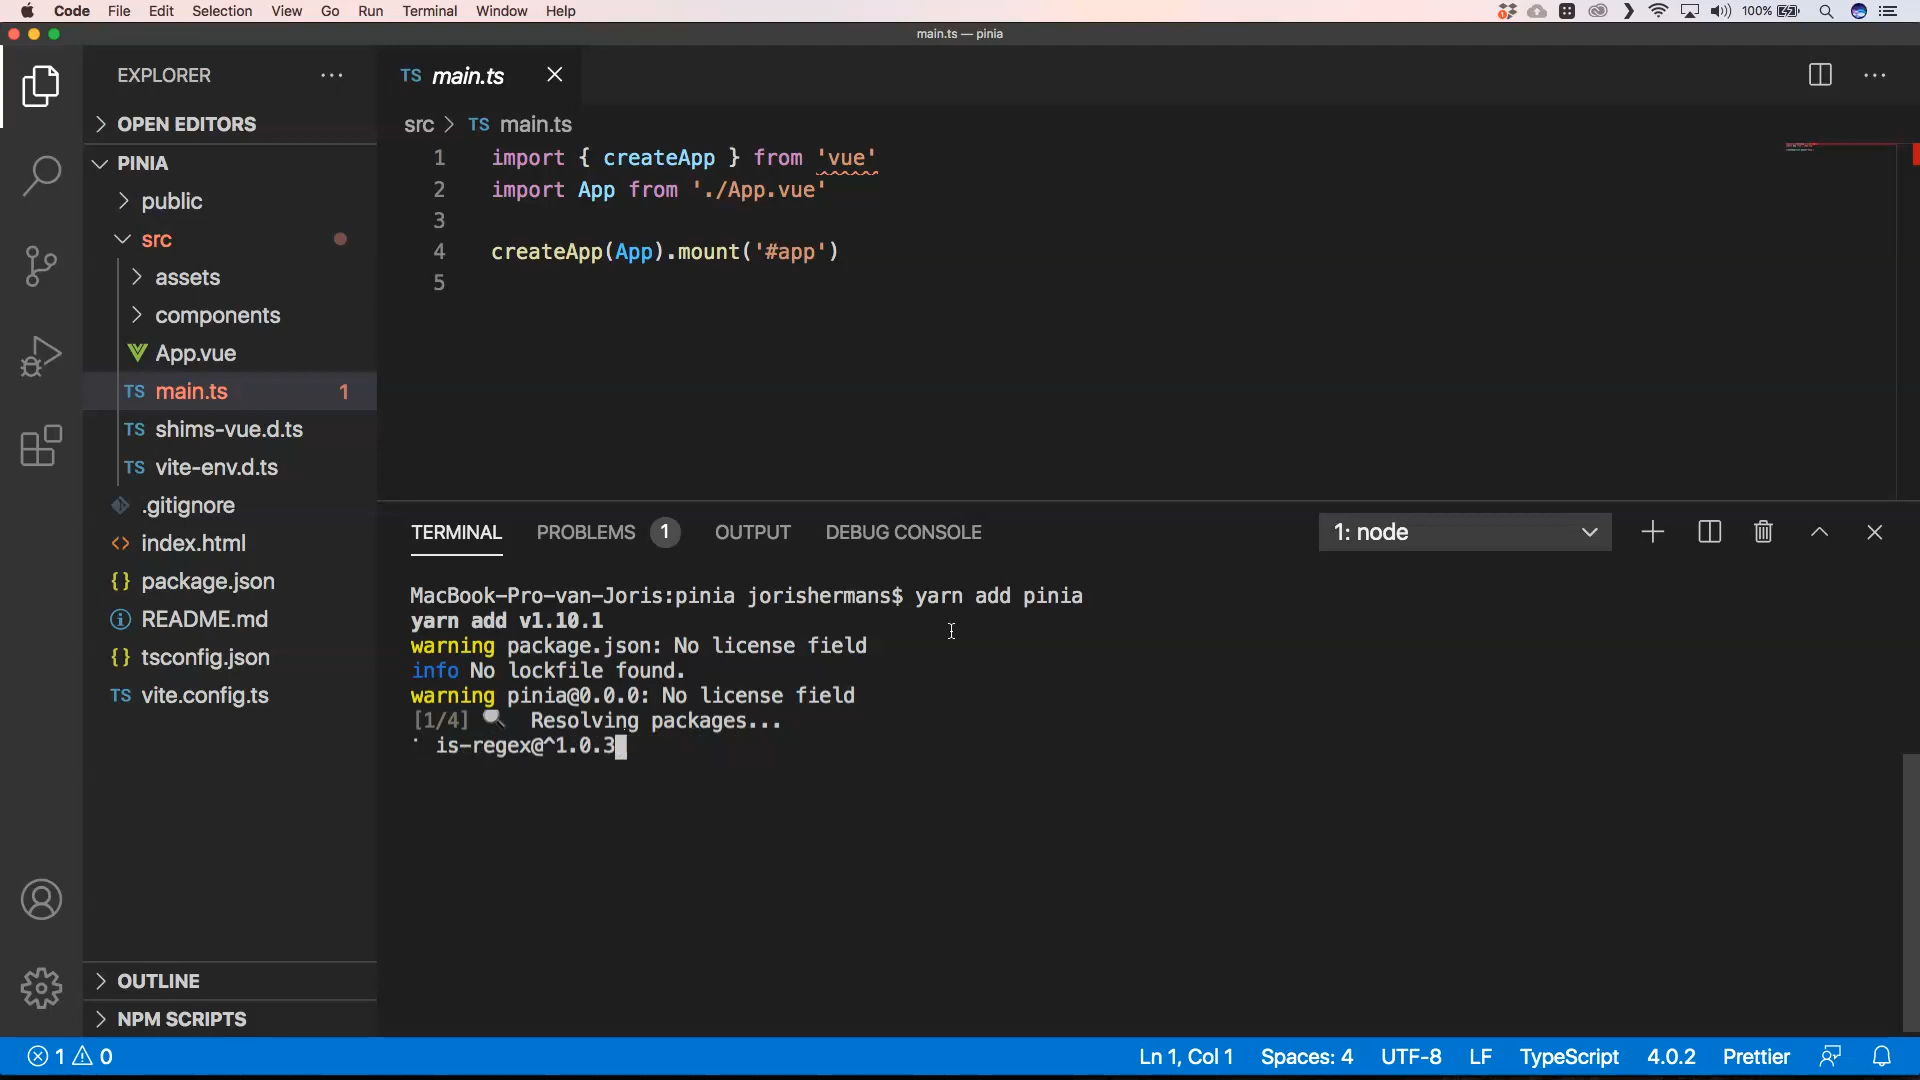 Code File Edit Selection View Go Run Terminal Window Help
100%
main.ts — pinia
EXPLORER
OPEN EDITORS
PINIA
public
src
assets
components
App.vue
TS main.ts 1
TS shims-vue.d.ts
TS vite-env.d.ts
.gitignore
<> index.html
{} package.json
README.md
{} tsconfig.json
TS vite.config.ts
OUTLINE
NPM SCRIPTS
TS main.ts
src > TS main.ts
1 import { createApp } from 'vue'
2 import App from './App.vue'
3
4 createApp(App).mount('#app')
5
TERMINAL PROBLEMS 1 OUTPUT DEBUG CONSOLE
1: node
MacBook-Pro-van-Joris:pinia jorishermans$ yarn add pinia
yarn add v1.10.1
warning package.json: No license field
info No lockfile found.
warning pinia@0.0.0: No license field
[1/4] 🔍 Resolving packages...
⠁ is-regex@^1.0.3
1 0
Ln 1, Col 1 Spaces: 4 UTF-8 LF TypeScript 4.0.2 Prettier